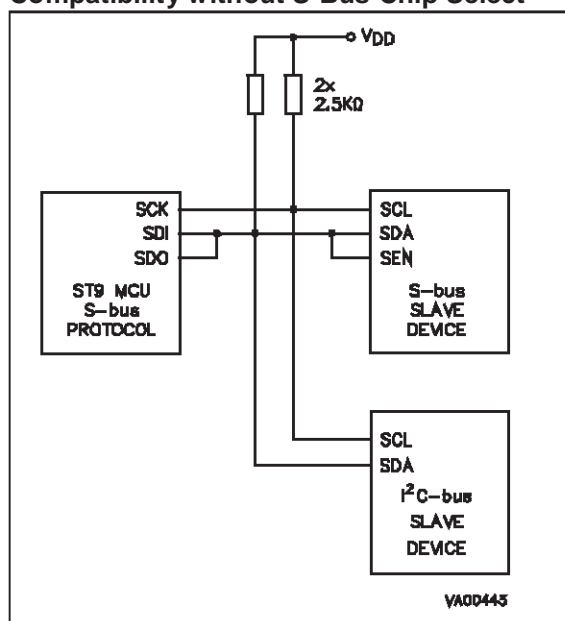 Compatibility without S-Bus Chip Select
VDD
2x
2.5KΩ
SCK
SDI
SDO
ST9 MCU
S-bus
PROTOCOL
SCL
SDA
SEN
S-bus
SLAVE
DEVICE
SCL
SDA
I²C-bus
SLAVE
DEVICE
VA00445